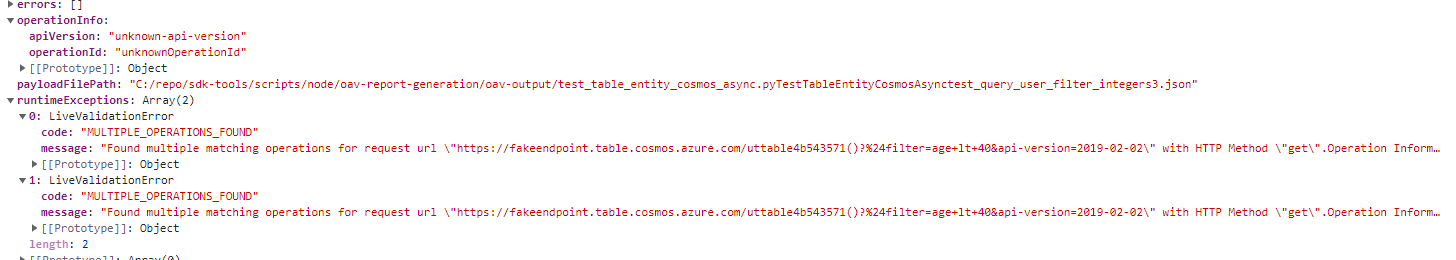 errors: []
operationInfo:
apiVersion: "unknown-api-version"
operationId: "unknownOperationId"
[[Prototype]]: Object
payloadFilePath: "C:/repo/sdk-tools/scripts/node/oav-report-generation/oav-output/test_table_entity_cosmos_async.pyTestTableEntityCosmosAsynctest_query_user_filter_integers3.json"
runtimeExceptions: Array(2)
0: LiveValidationError
code: "MULTIPLE_OPERATIONS_FOUND"
message: "Found multiple matching operations for request url \"https://fakeendpoint.table.cosmos.azure.com/uttable4b543571()?%24filter=age+lt+40&api-version=2019-02-02\" with HTTP Method \"get\".Operation Inform…
[[Prototype]]: Object
1: LiveValidationError
code: "MULTIPLE_OPERATIONS_FOUND"
message: "Found multiple matching operations for request url \"https://fakeendpoint.table.cosmos.azure.com/uttable4b543571()?%24filter=age+lt+40&api-version=2019-02-02\" with HTTP Method \"get\".Operation Inform…
[[Prototype]]: Object
length: 2
[[Prototype]]: Array(0)